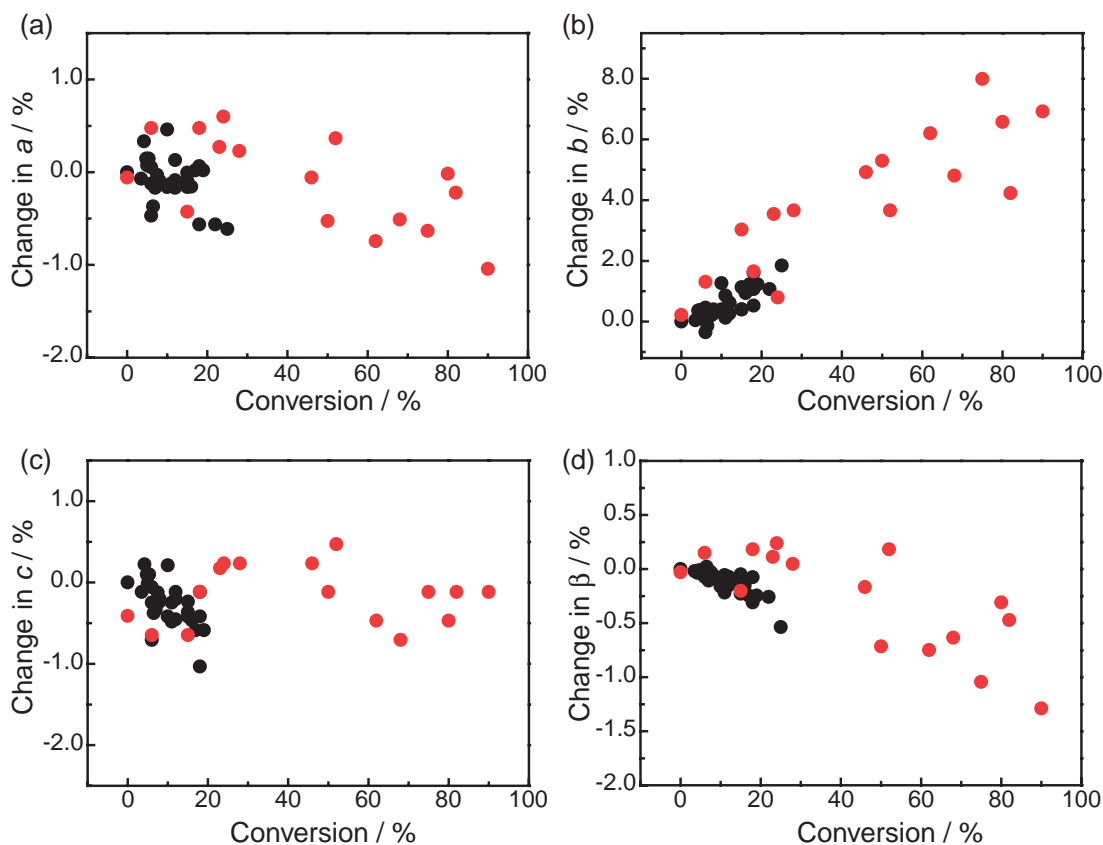 (a)
1.0
0.0
-1.0
-2.0
Change in a / %
0 20 40 60 80 100
Conversion / %
(b)
8.0
6.0
4.0
2.0
0.0
Change in b / %
0 20 40 60 80 100
Conversion / %
(c)
1.0
0.0
-1.0
-2.0
Change in c / %
0 20 40 60 80 100
Conversion / %
(d)
1.0
0.5
0.0
-0.5
-1.0
-1.5
-2.0
Change in β / %
0 20 40 60 80 100
Conversion / %